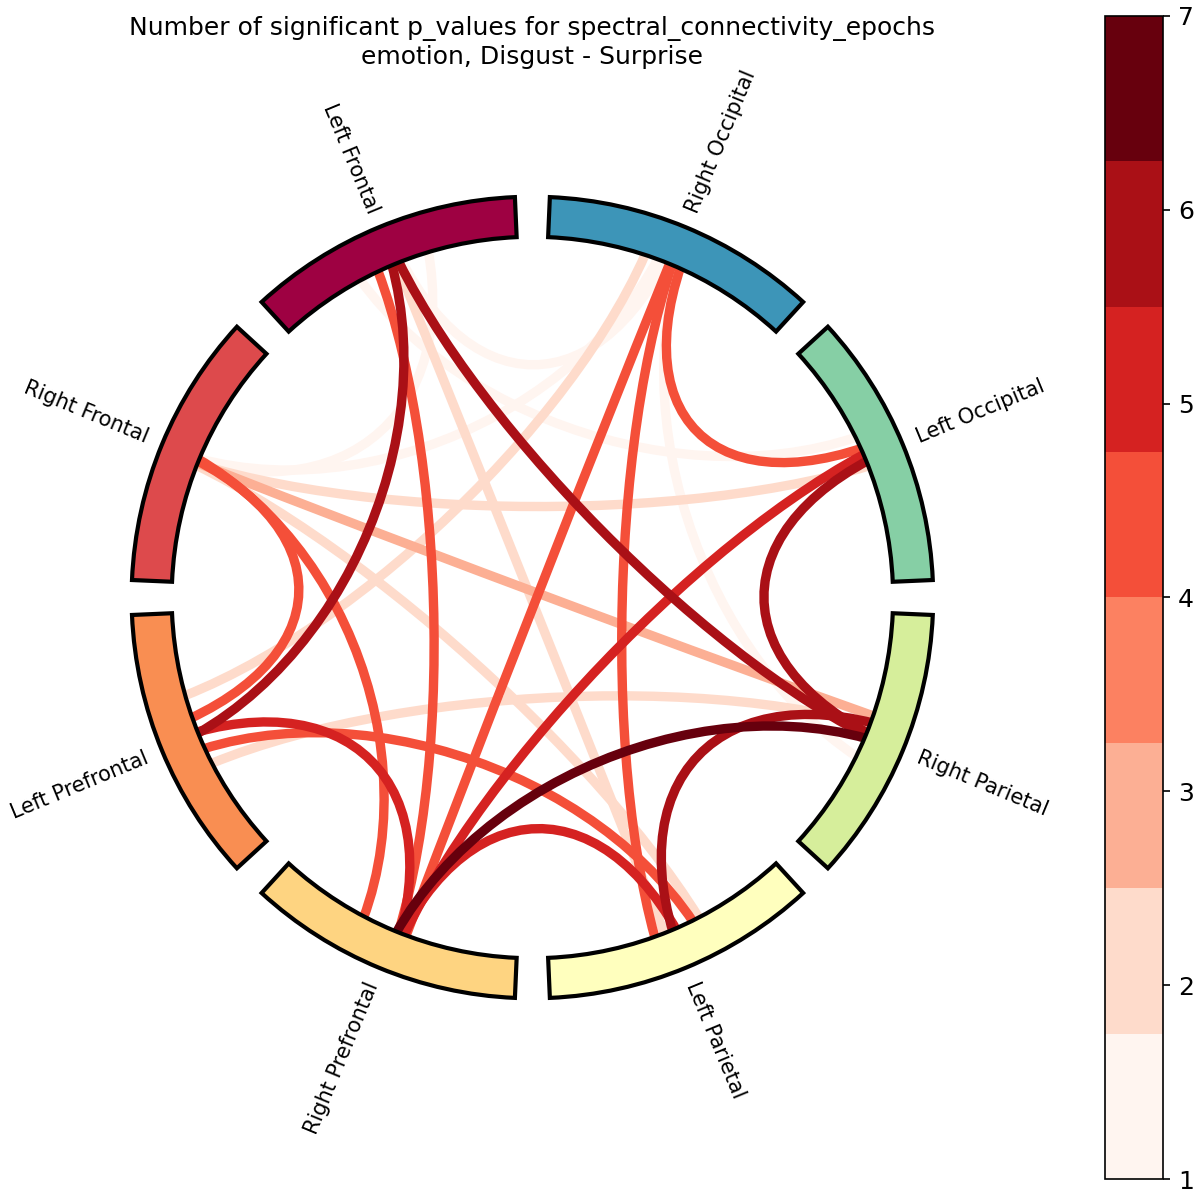 Number of significant p_values for spectral_connectivity_epochs
emotion, Disgust - Surprise
Left Frontal
Right Occipital
Right Frontal
Left Occipital
Left Prefrontal
Right Parietal
Right Prefrontal
Left Parietal
7
6
5
4
3
2
1